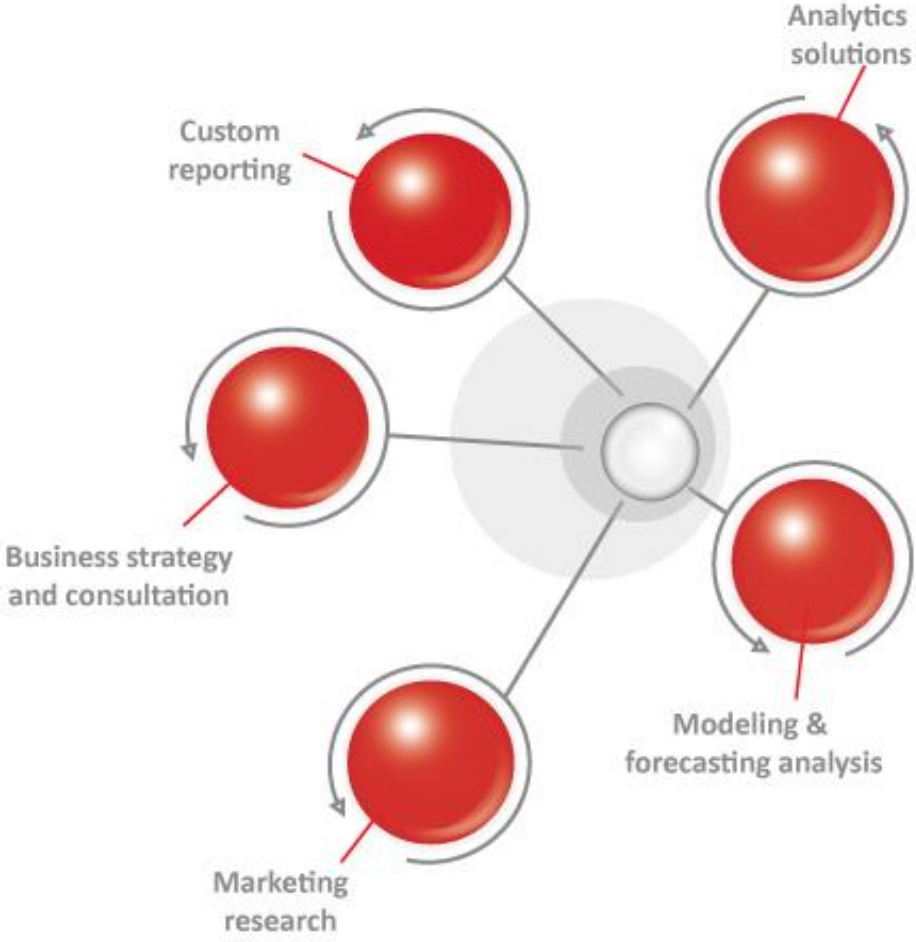 Analytics
solutions
Custom
reporting
Business strategy
and consultation
Modeling &
forecasting analysis
Marketing
research